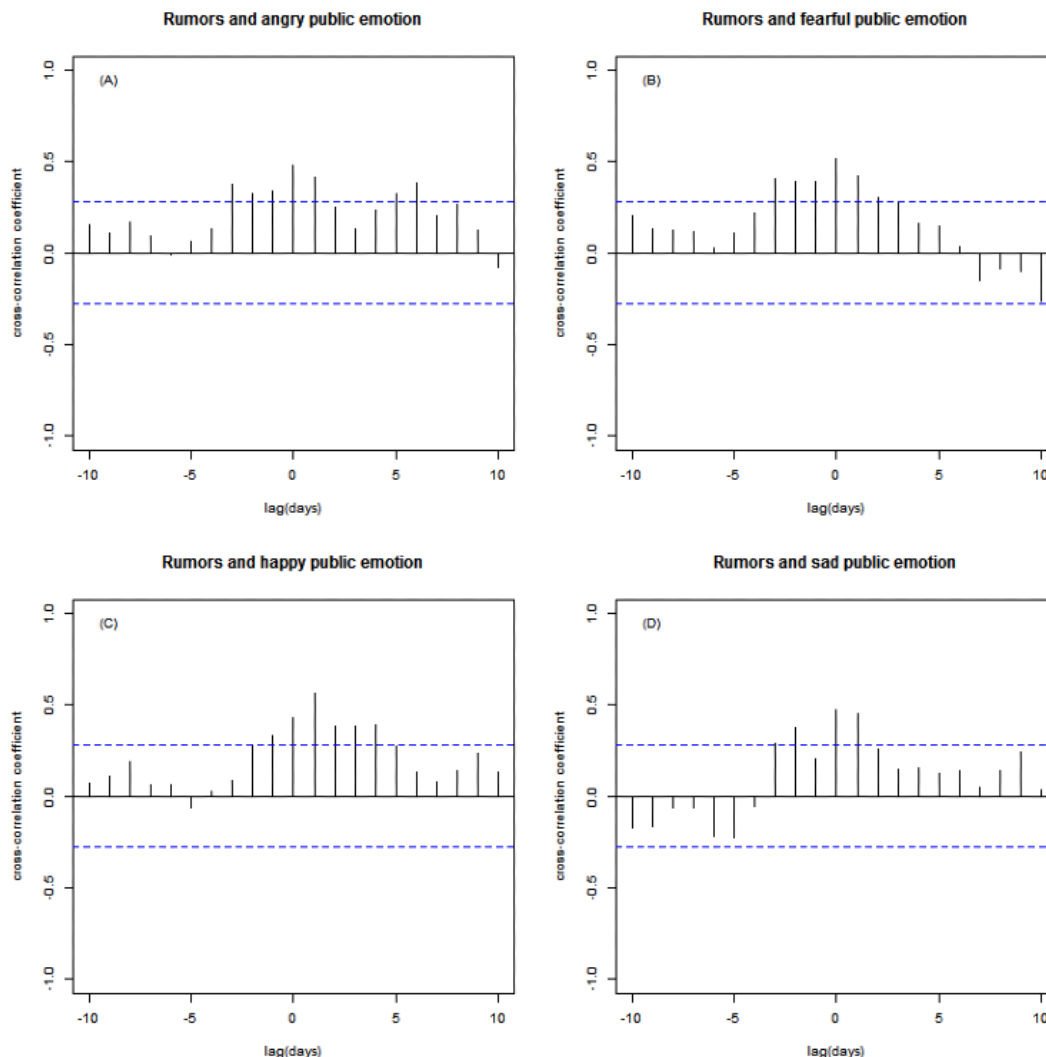 Rumors and angry public emotion
(A)
cross-correlation coefficient
1.0
0.5
0.0
-0.5
-1.0
-10
-5
0
5
10
lag(days)
Rumors and fearful public emotion
(B)
cross-correlation coefficient
1.0
0.5
0.0
-0.5
-1.0
-10
-5
0
5
10
lag(days)
Rumors and happy public emotion
(C)
cross-correlation coefficient
1.0
0.5
0.0
-0.5
-1.0
-10
-5
0
5
10
lag(days)
Rumors and sad public emotion
(D)
cross-correlation coefficient
1.0
0.5
0.0
-0.5
-1.0
-10
-5
0
5
10
lag(days)